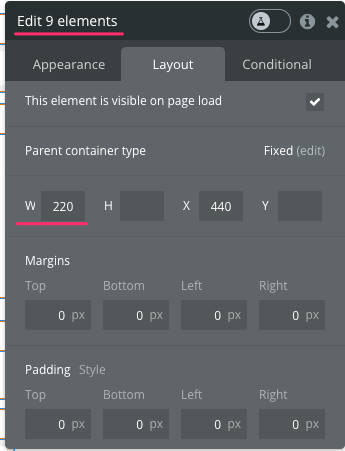 Edit 9 elements
Appearance Layout Conditional
This element is visible on page load
Parent container type Fixed (edit)
W 220 H X 440 Y
Margins
Top Bottom Left Right
0 px 0 px 0 px 0 px
Padding Style
Top Bottom Left Right
0 px 0 px 0 px 0 px